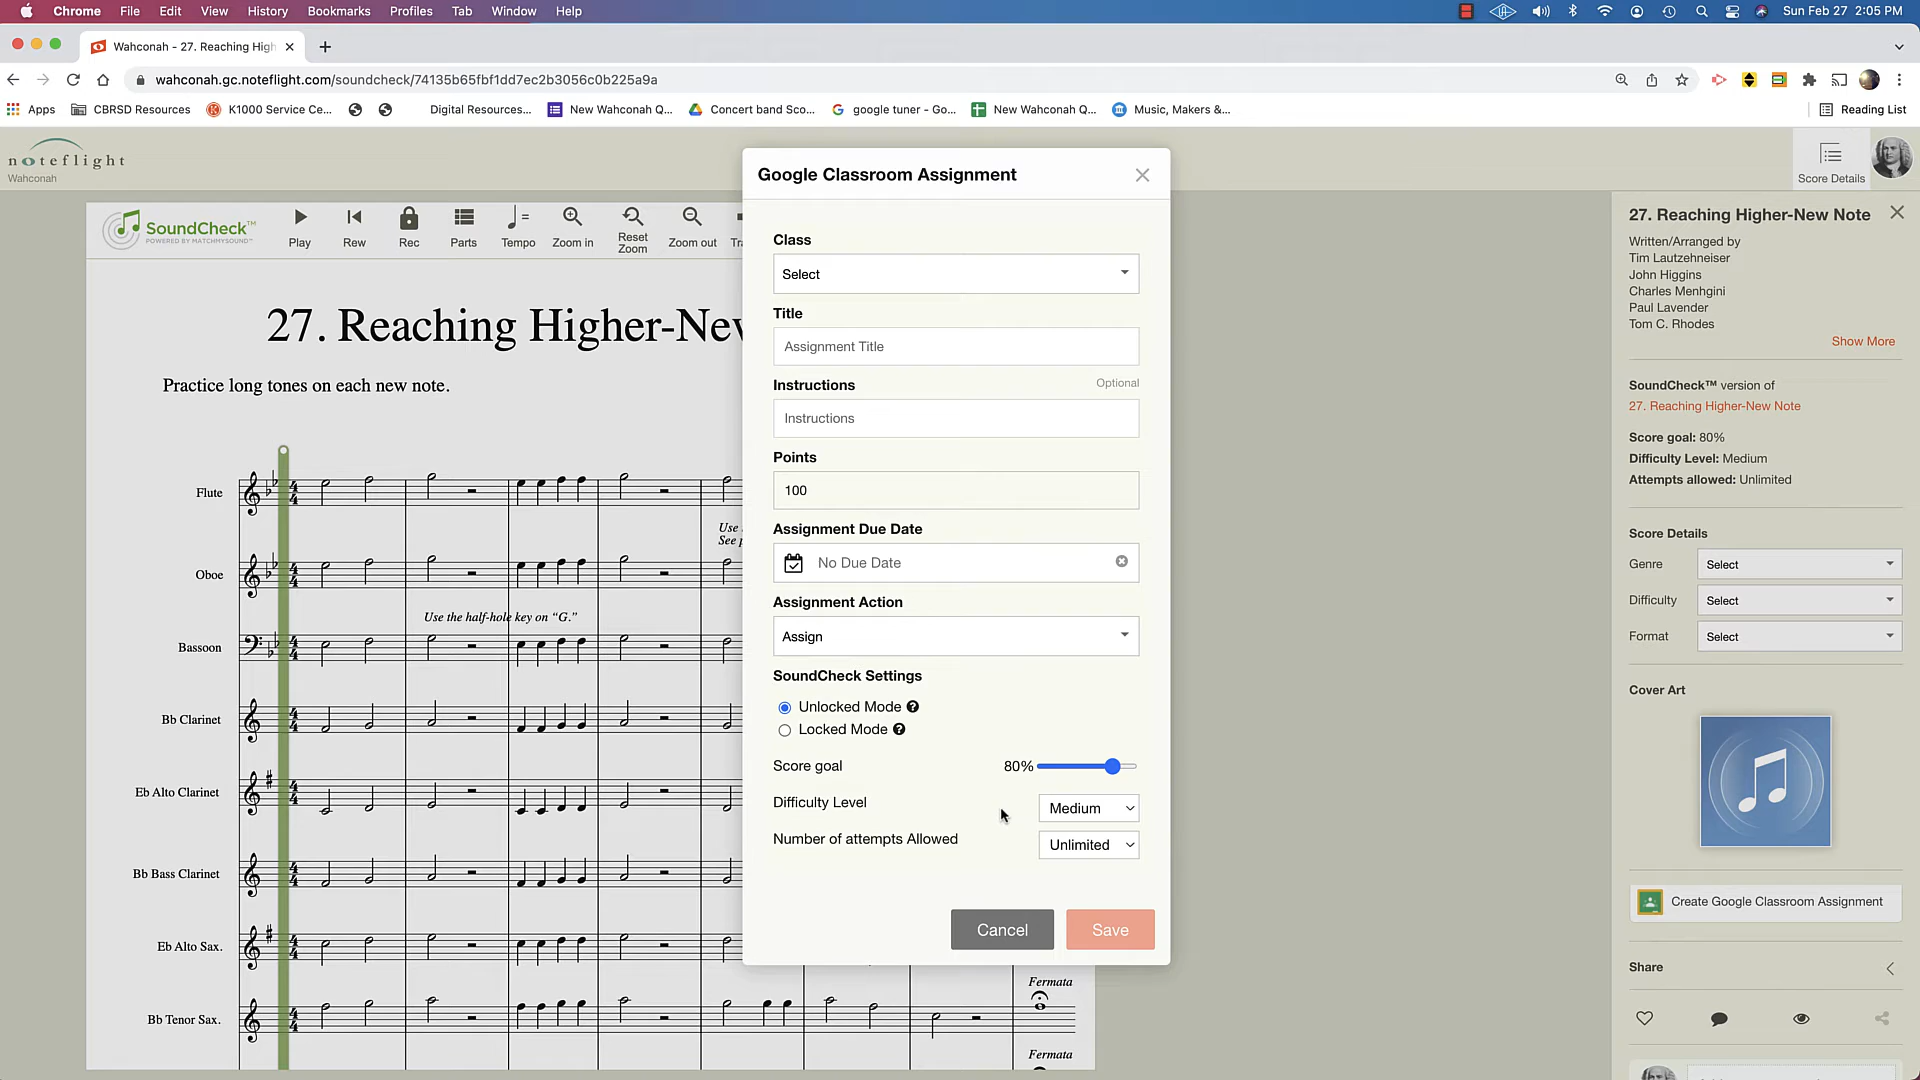 Chrome File Edit View History Bookmarks Profiles Tab Window Help
Sun Feb 27 2:05 PM
Wahconah - 27. Reaching High
wahconah.gc.noteflight.com/soundcheck/74135b65fbf1dd7ec2b3056c0b225a9a
Apps CBRSD Resources K1000 Service Ce... Digital Resources... New Wahconah Q... Concert band Sco... google tuner - Go... New Wahconah Q... Music, Makers &... Reading List
noteflight
Wahconah
Score Details
SoundCheck™
POWERED BY MATCHMYSOUND™
Play Rew Rec Parts Tempo Zoom in Reset Zoom Zoom out
27. Reaching Higher-New
Practice long tones on each new note.
Flute
Use
See
Oboe
Use the half-hole key on “G.”
Bassoon
Bb Clarinet
Eb Alto Clarinet
Bb Bass Clarinet
Eb Alto Sax.
Fermata
Bb Tenor Sax.
Fermata
Google Classroom Assignment
Class
Select
Title
Assignment Title
Instructions Optional
Instructions
Points
100
Assignment Due Date
No Due Date
Assignment Action
Assign
SoundCheck Settings
Unlocked Mode
Locked Mode
Score goal 80%
Difficulty Level Medium
Number of attempts Allowed Unlimited
Cancel Save
27. Reaching Higher-New Note
Written/Arranged by
Tim Lautzehneiser
John Higgins
Charles Menhgini
Paul Lavender
Tom C. Rhodes
Show More
SoundCheck™ version of
27. Reaching Higher-New Note
Score goal: 80%
Difficulty Level: Medium
Attempts allowed: Unlimited
Score Details
Genre Select
Difficulty Select
Format Select
Cover Art
Create Google Classroom Assignment
Share